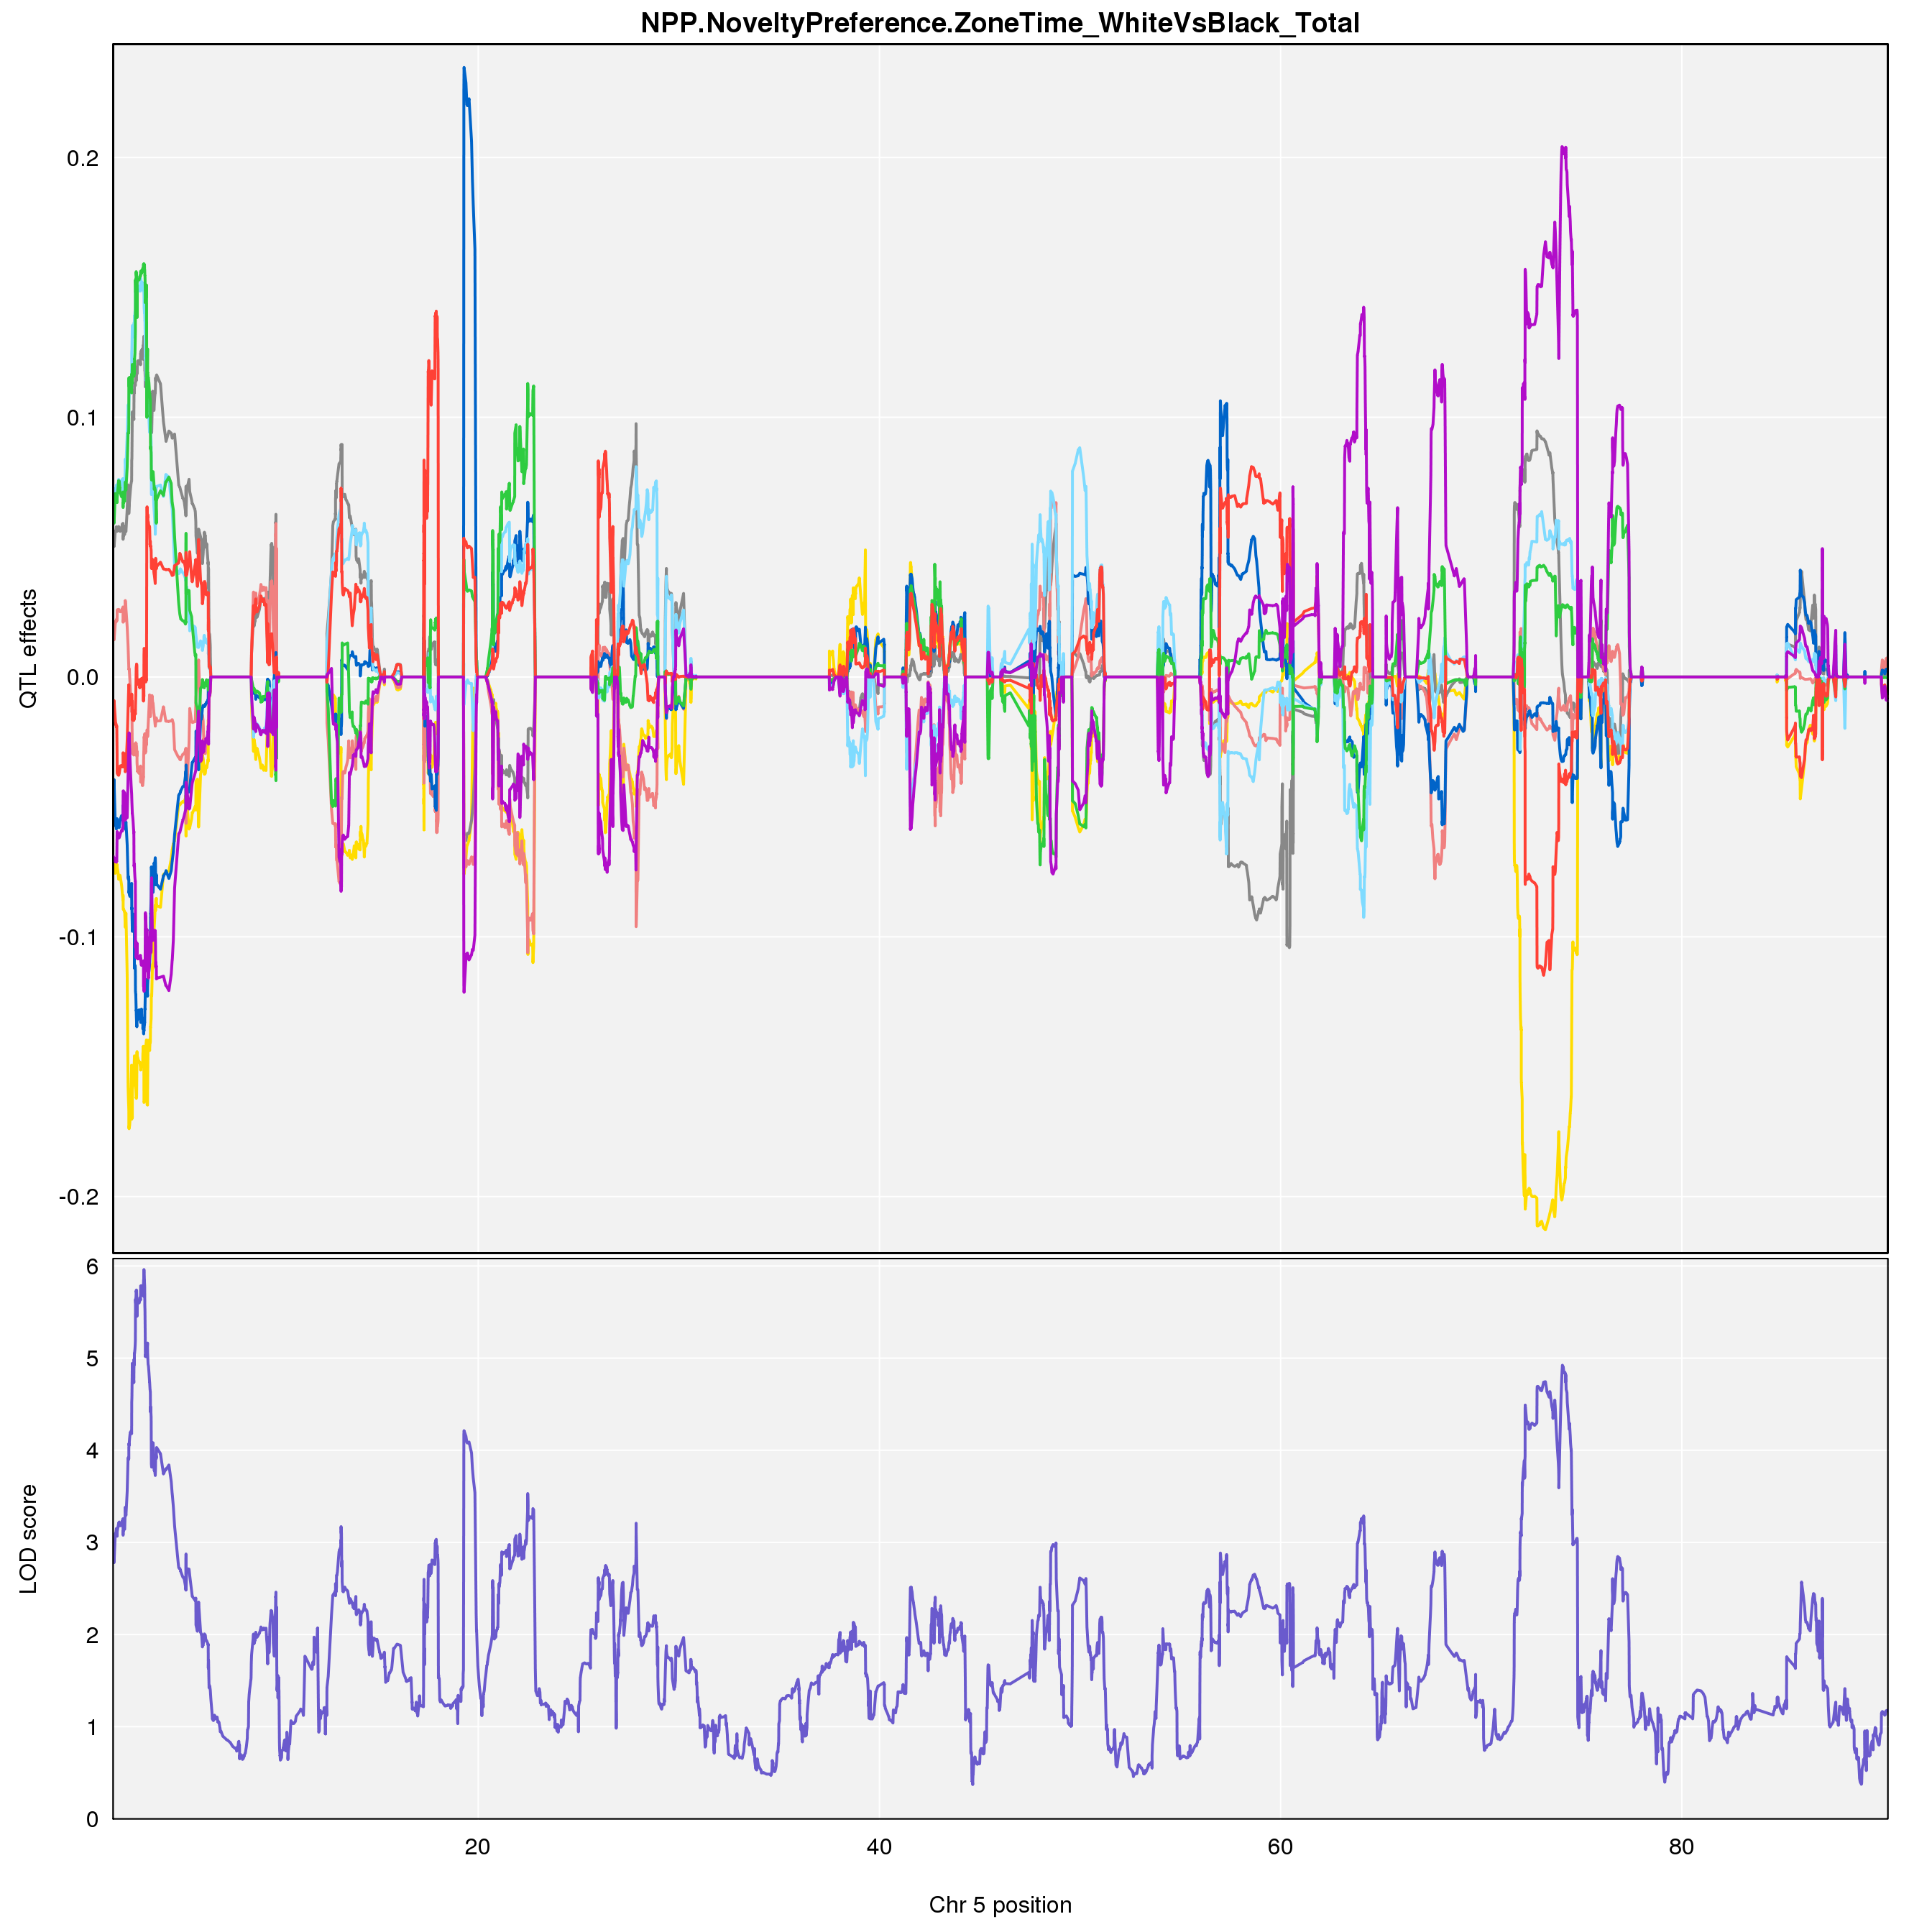 NPP.NoveltyPreference.ZoneTime_WhiteVsBlack_Total
QTL effects
0.2
0.1
0.0
-0.1
-0.2
LOD score
6
5
4
3
2
1
0
20 40 60 80
Chr 5 position